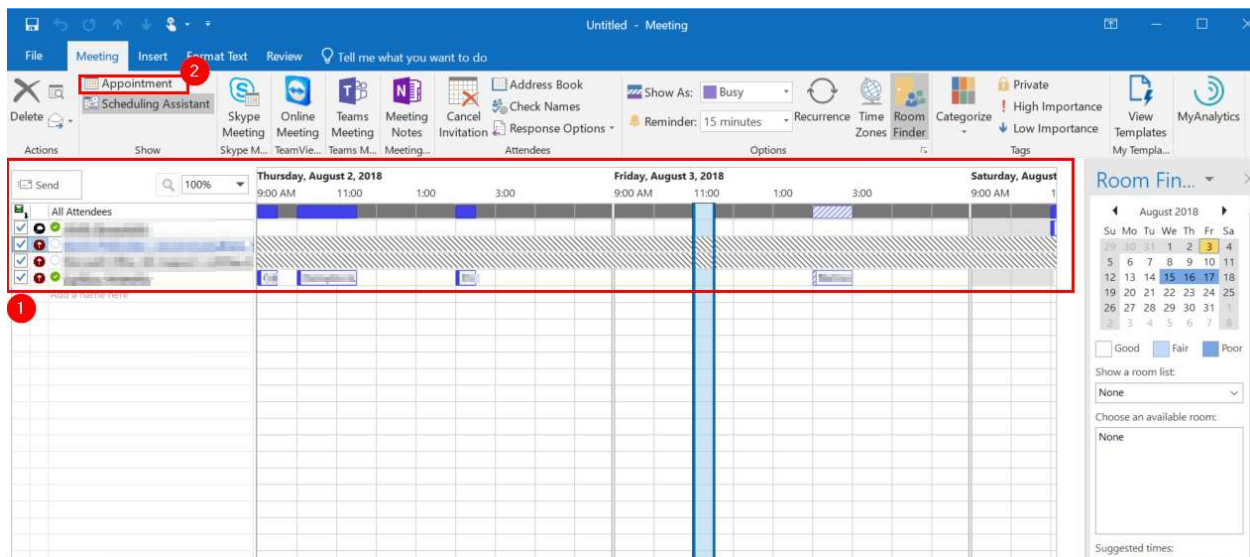 Untitled - Meeting
File Meeting Insert Format Text Review Tell me what you want to do
2
Appointment
Scheduling Assistant
Delete
Skype Meeting
Online Meeting
Teams Meeting
Meeting Notes
Cancel Invitation
Address Book
Check Names
Response Options
Show As: Busy
Reminder: 15 minutes
Recurrence
Time Zones
Room Finder
Categorize
Private
High Importance
Low Importance
View Templates
MyAnalytics
Actions Show Skype M... TeamVie... Teams M... Meeting... Attendees Options Tags My Templa...
Send 100%
Thursday, August 2, 2018 Friday, August 3, 2018 Saturday, August
9:00 AM 11:00 1:00 3:00 9:00 AM 11:00 1:00 3:00 9:00 AM 1
All Attendees
Add a name here
1
Room Fin...
August 2018
Su Mo Tu We Th Fr Sa
29 30 31 1 2 3 4
5 6 7 8 9 10 11
12 13 14 15 16 17 18
19 20 21 22 23 24 25
26 27 28 29 30 31 1
2 3 4 5 6 7 8
Good Fair Poor
Show a room list:
None
Choose an available room:
None
Suggested times: